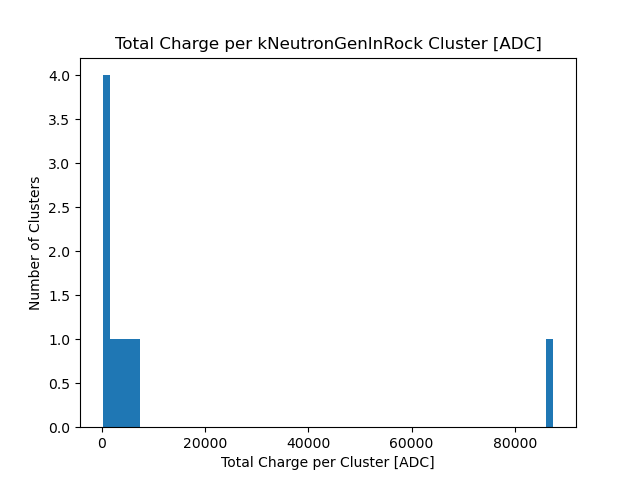 Total Charge per kNeutronGenInRock Cluster [ADC]
4.0
3.5
3.0
2.5
2.0
1.5
1.0
0.5
0.0
Number of Clusters
0 20000 40000 60000 80000
Total Charge per Cluster [ADC]